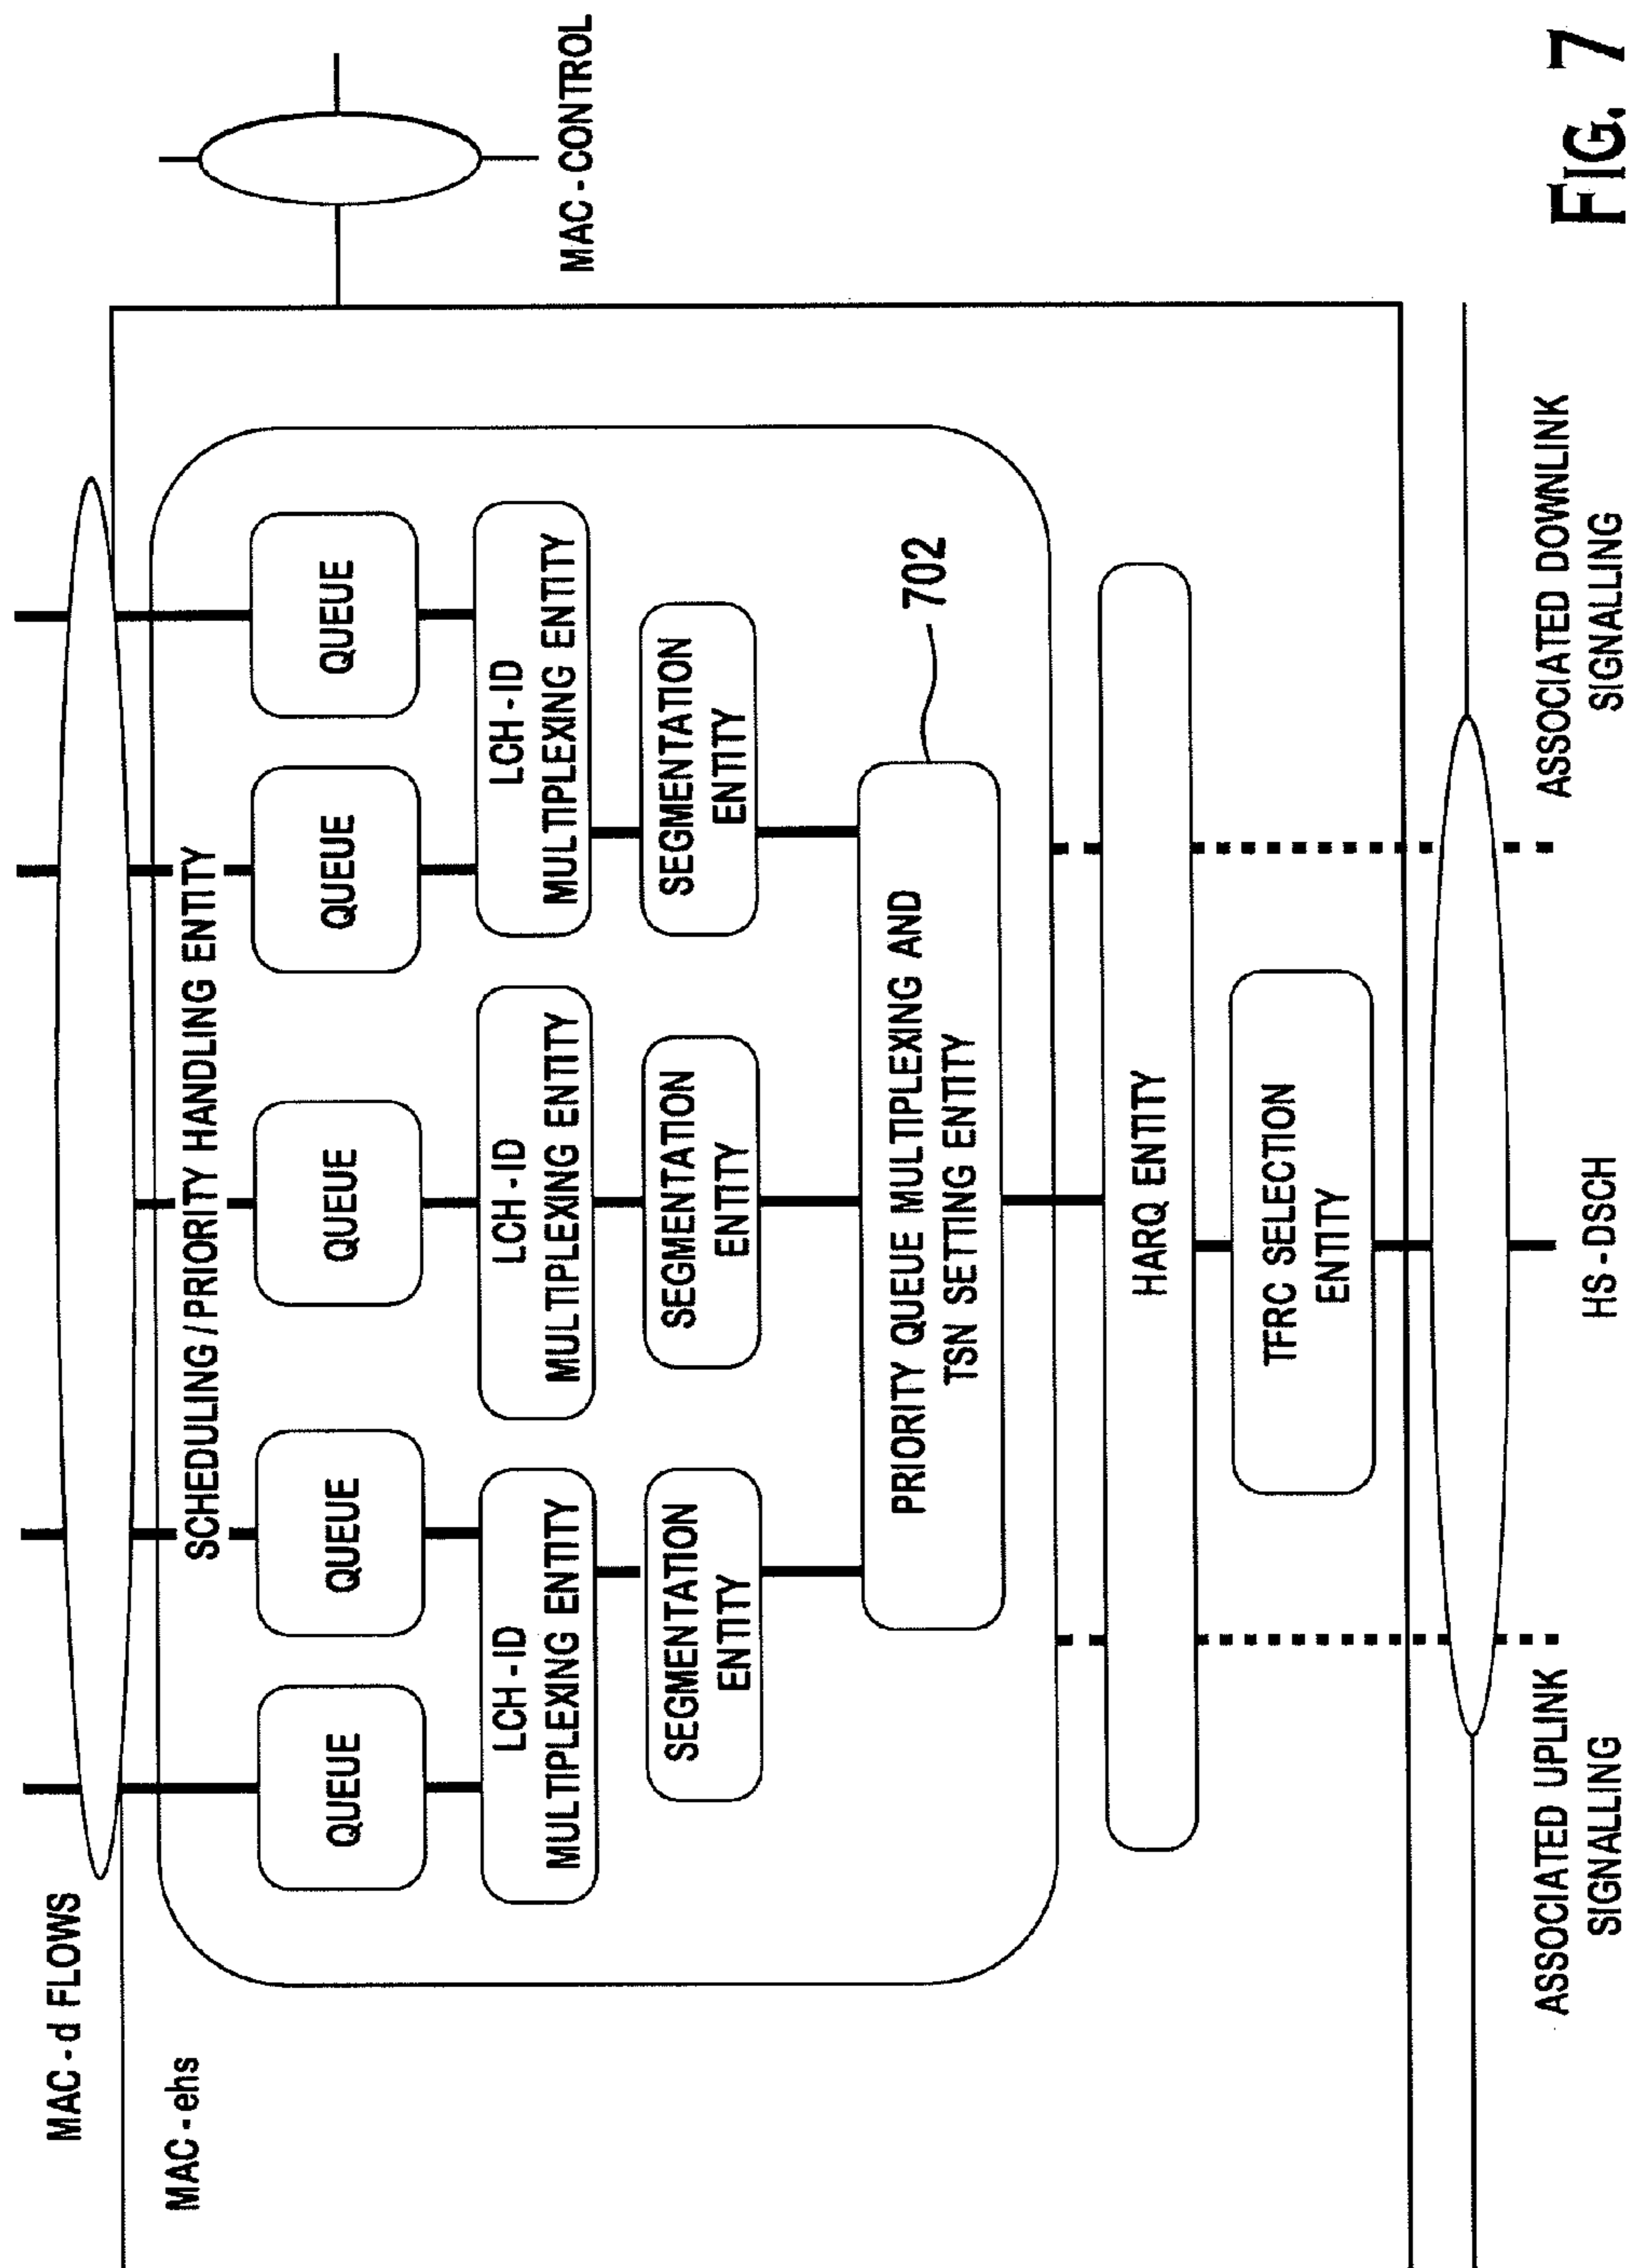 MAC-d FLOWS
MAC-ehs
SCHEDULING/PRIORITY HANDLING ENTITY
QUEUE
QUEUE
QUEUE
QUEUE
QUEUE
LCH-ID
MULTIPLEXING ENTITY
LCH-ID
MULTIPLEXING ENTITY
LCH-ID
MULTIPLEXING ENTITY
SEGMENTATION
ENTITY
SEGMENTATION
ENTITY
SEGMENTATION
ENTITY
PRIORITY QUEUE MULTIPLEXING AND
TSN SETTING ENTITY
702
HARQ ENTITY
TFRC SELECTION
ENTITY
MAC-CONTROL
ASSOCIATED UPLINK
SIGNALLING
HS-DSCH
ASSOCIATED DOWNLINK
SIGNALLING
FIG. 7